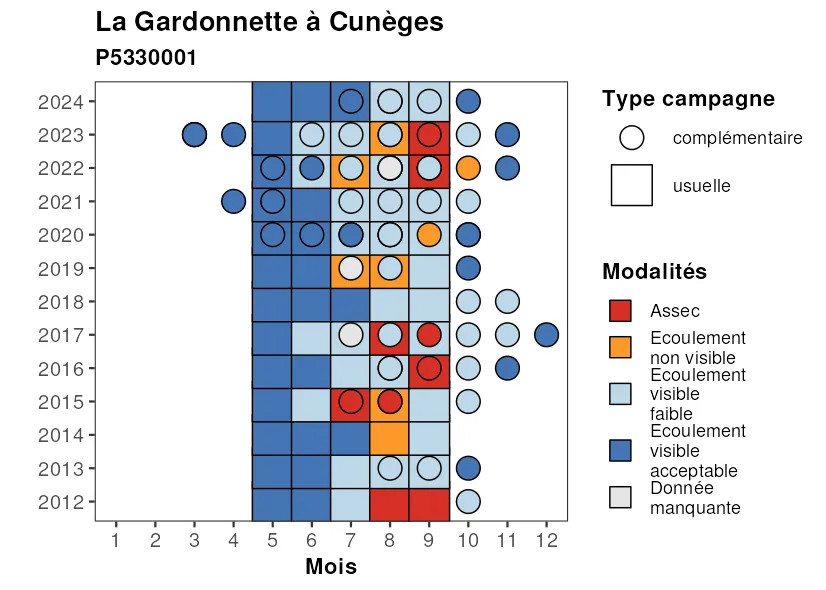 La Gardonnette à Cunèges
P5330001
2024
2023
2022
2021
2020
2019
2018
2017
2016
2015
2014
2013
2012
1 2 3 4 5 6 7 8 9 10 11 12
Mois
Type campagne
complémentaire
usuelle
Modalités
Assec
Ecoulement
non visible
Ecoulement
visible
faible
Ecoulement
visible
acceptable
Donnée
manquante